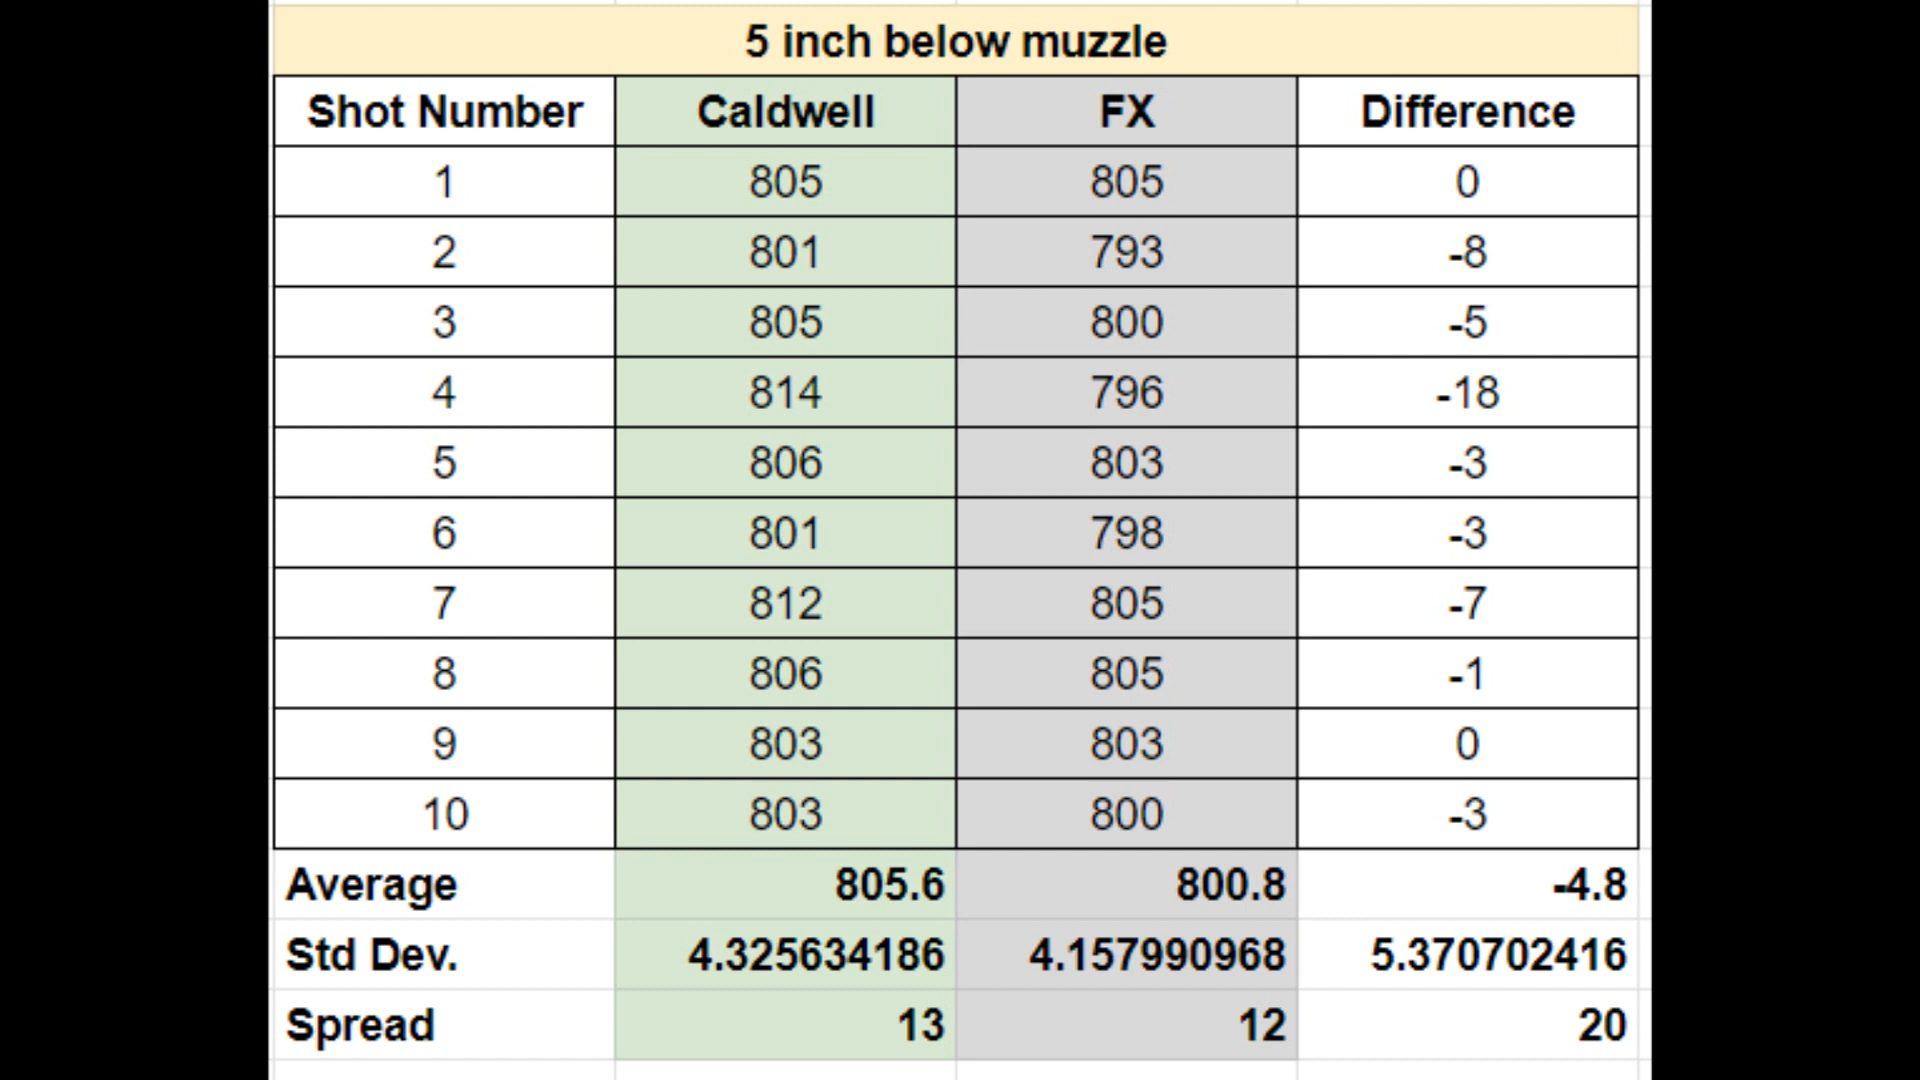 5 inch below muzzle
Shot Number Caldwell FX Difference
1 805 805 0
2 801 793 -8
3 805 800 -5
4 814 796 -18
5 806 803 -3
6 801 798 -3
7 812 805 -7
8 806 805 -1
9 803 803 0
10 803 800 -3
Average 805.6 800.8 -4.8
Std Dev. 4.325634186 4.157990968 5.370702416
Spread 13 12 20